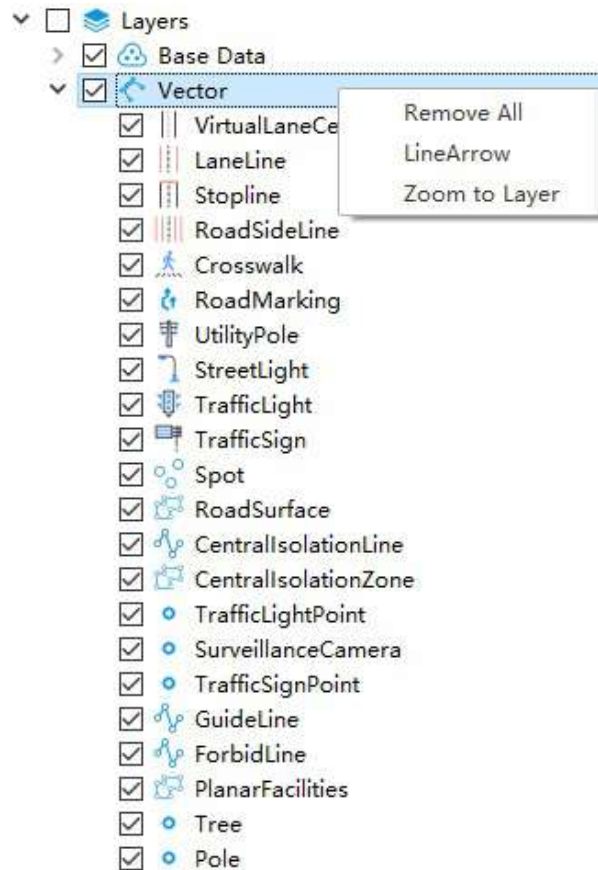 Layers
Base Data
Vector
Remove All
VirtualLaneCe
LineArrow
LaneLine
Zoom to Layer
Stopline
RoadSideLine
Crosswalk
RoadMarking
UtilityPole
StreetLight
TrafficLight
TrafficSign
Spot
RoadSurface
CentralIsolationLine
CentralIsolationZone
TrafficLightPoint
SurveillanceCamera
TrafficSignPoint
GuideLine
ForbidLine
PlanarFacilities
Tree
Pole